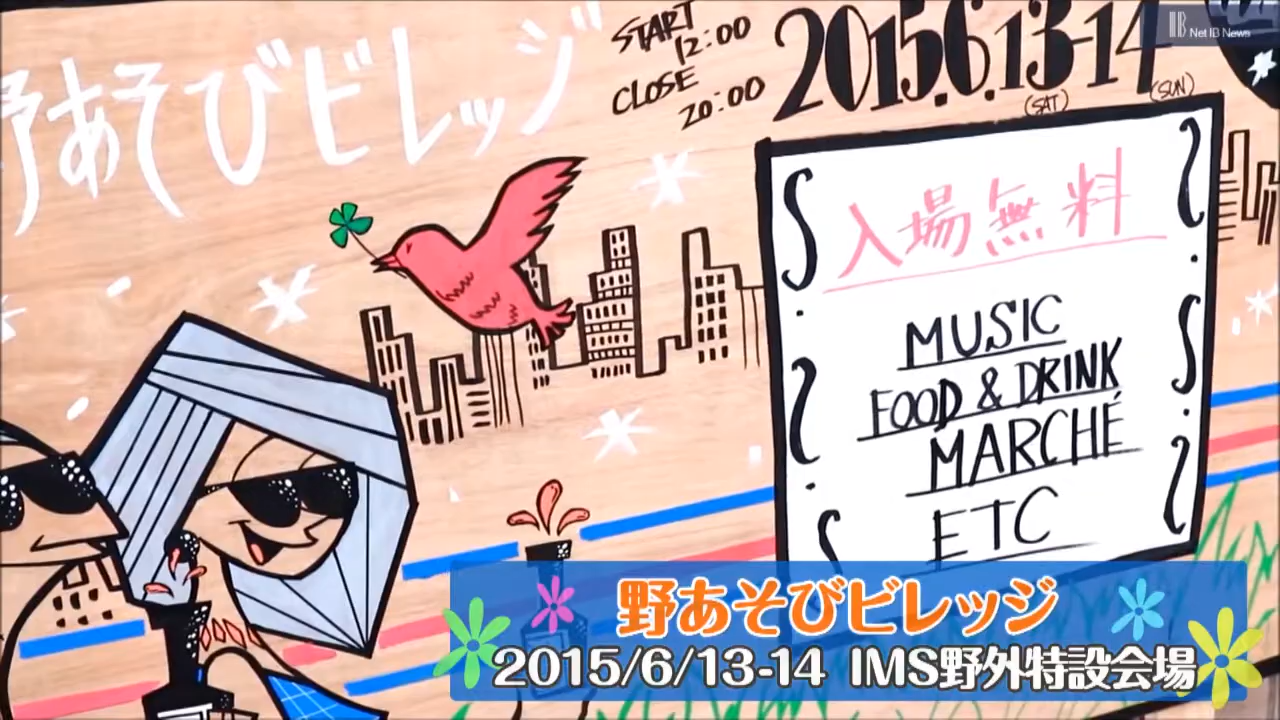 Net IB News
START
12:00
CLOSE
20:00
2015.6.13-14
(SAT) (SUN)
野あそびビレッジ
入場無料
MUSIC
FOOD & DRINK
MARCHÉ
ETC
野あそびビレッジ
2015/6/13-14 IMS野外特設会場